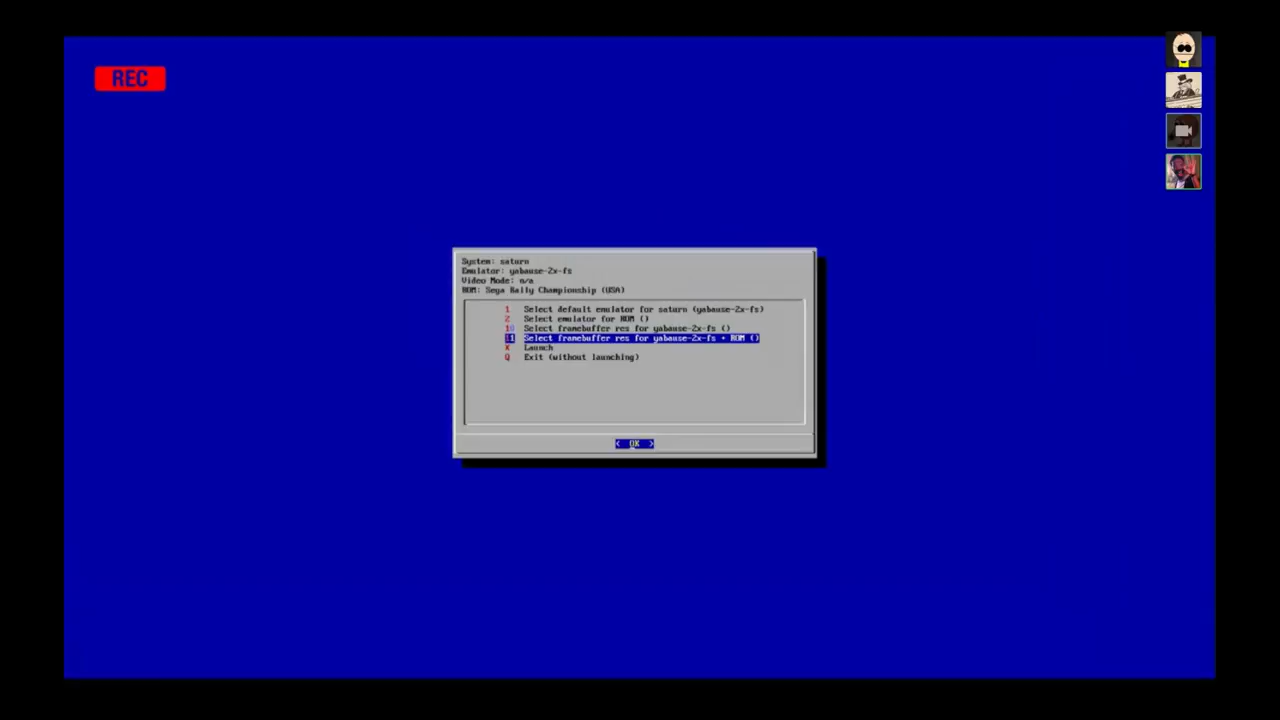 REC
System: saturn
Emulator: yabause-2x-fs
Video Mode: n/a
ROM: Sega Rally Championship (USA)
1 Select default emulator for saturn (yabause-2x-fs)
2 Select emulator for ROM ()
10 Select framebuffer res for yabause-2x-fs ()
11 Select framebuffer res for yabause-2x-fs + ROM ()
X Launch
Q Exit (without launching)
< OK >